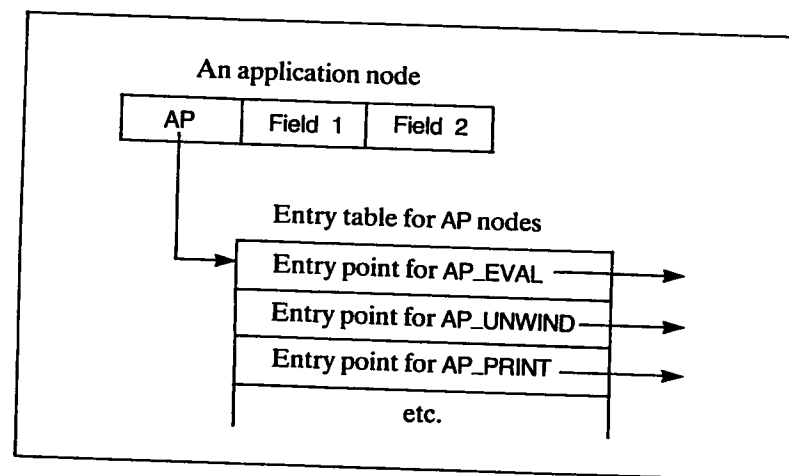 An application node
AP Field 1 Field 2
Entry table for AP nodes
Entry point for AP_EVAL
Entry point for AP_UNWIND
Entry point for AP_PRINT
etc.